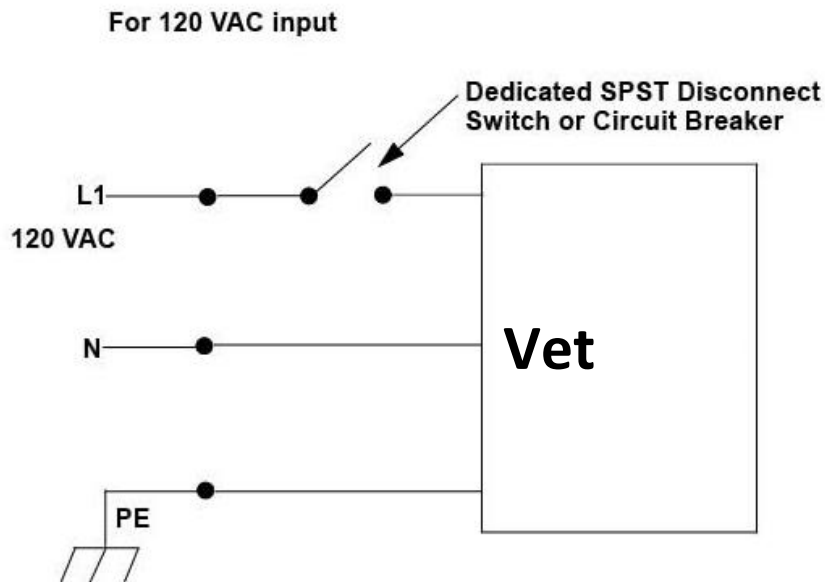 For 120 VAC input
Dedicated SPST Disconnect
Switch or Circuit Breaker
L1
120 VAC
N
Vet
PE